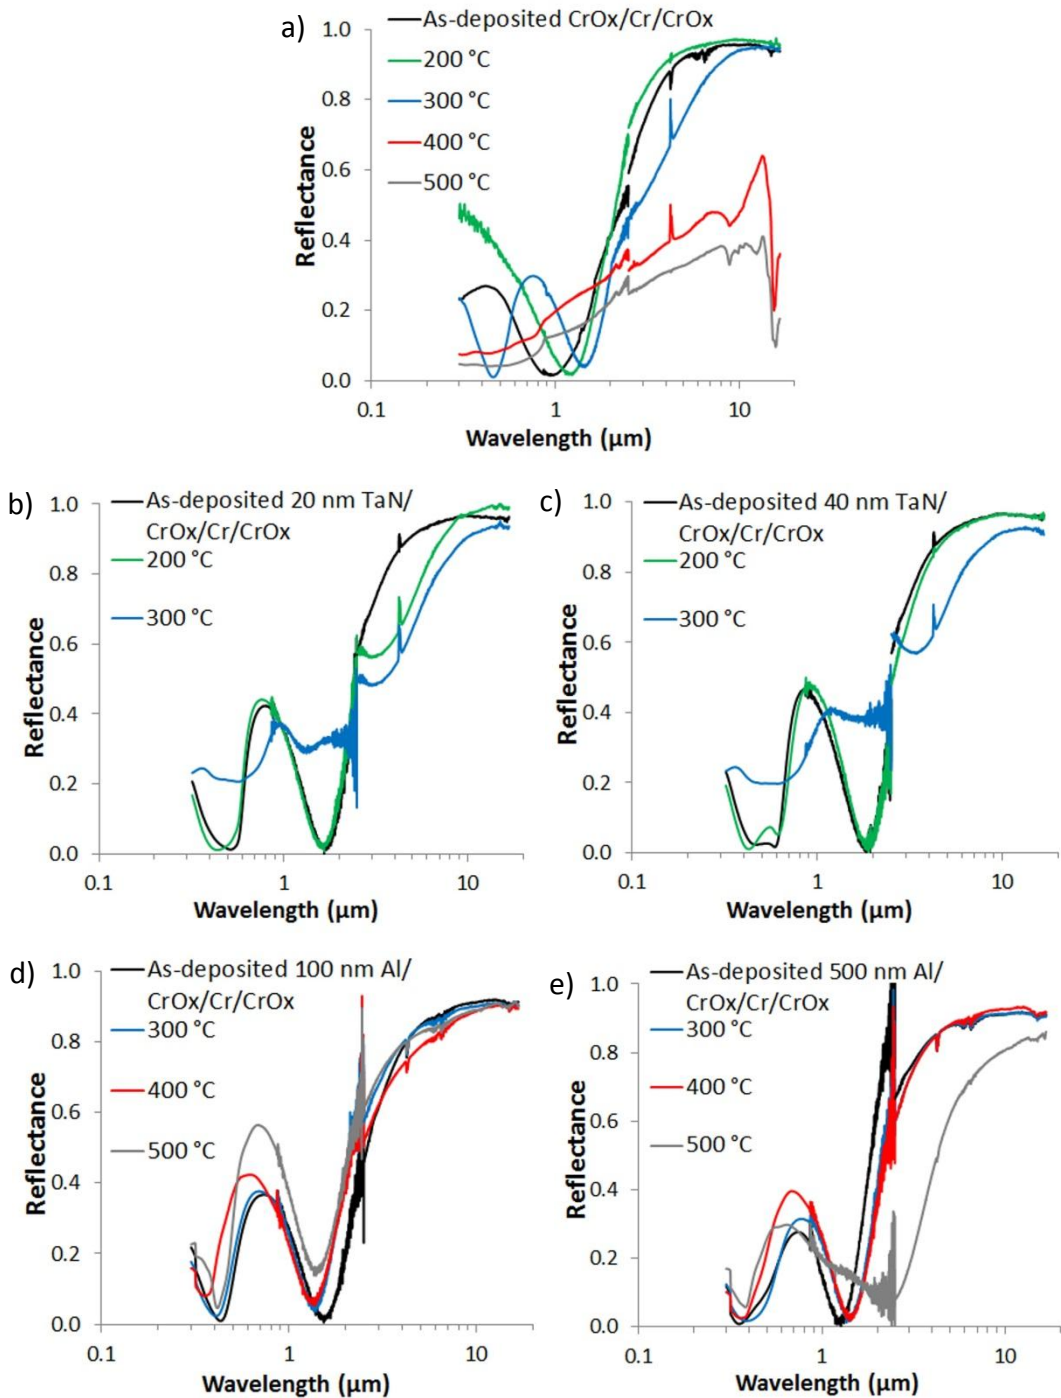 a)
As-deposited CrOx/Cr/CrOx
200 °C
300 °C
400 °C
500 °C
1.0
0.8
0.6
0.4
0.2
0.0
Reflectance
0.1
1
10
Wavelength (µm)
b)
As-deposited 20 nm TaN/
CrOx/Cr/CrOx
200 °C
300 °C
1.0
0.8
0.6
0.4
0.2
0.0
Reflectance
0.1
1
10
Wavelength (µm)
c)
As-deposited 40 nm TaN/
CrOx/Cr/CrOx
200 °C
300 °C
1.0
0.8
0.6
0.4
0.2
0.0
Reflectance
0.1
1
10
Wavelength (µm)
d)
As-deposited 100 nm Al/
CrOx/Cr/CrOx
300 °C
400 °C
500 °C
1.0
0.8
0.6
0.4
0.2
0.0
Reflectance
0.1
1
10
Wavelength (µm)
e)
As-deposited 500 nm Al/
CrOx/Cr/CrOx
300 °C
400 °C
500 °C
1.0
0.8
0.6
0.4
0.2
0.0
Reflectance
0.1
1
10
Wavelength (µm)